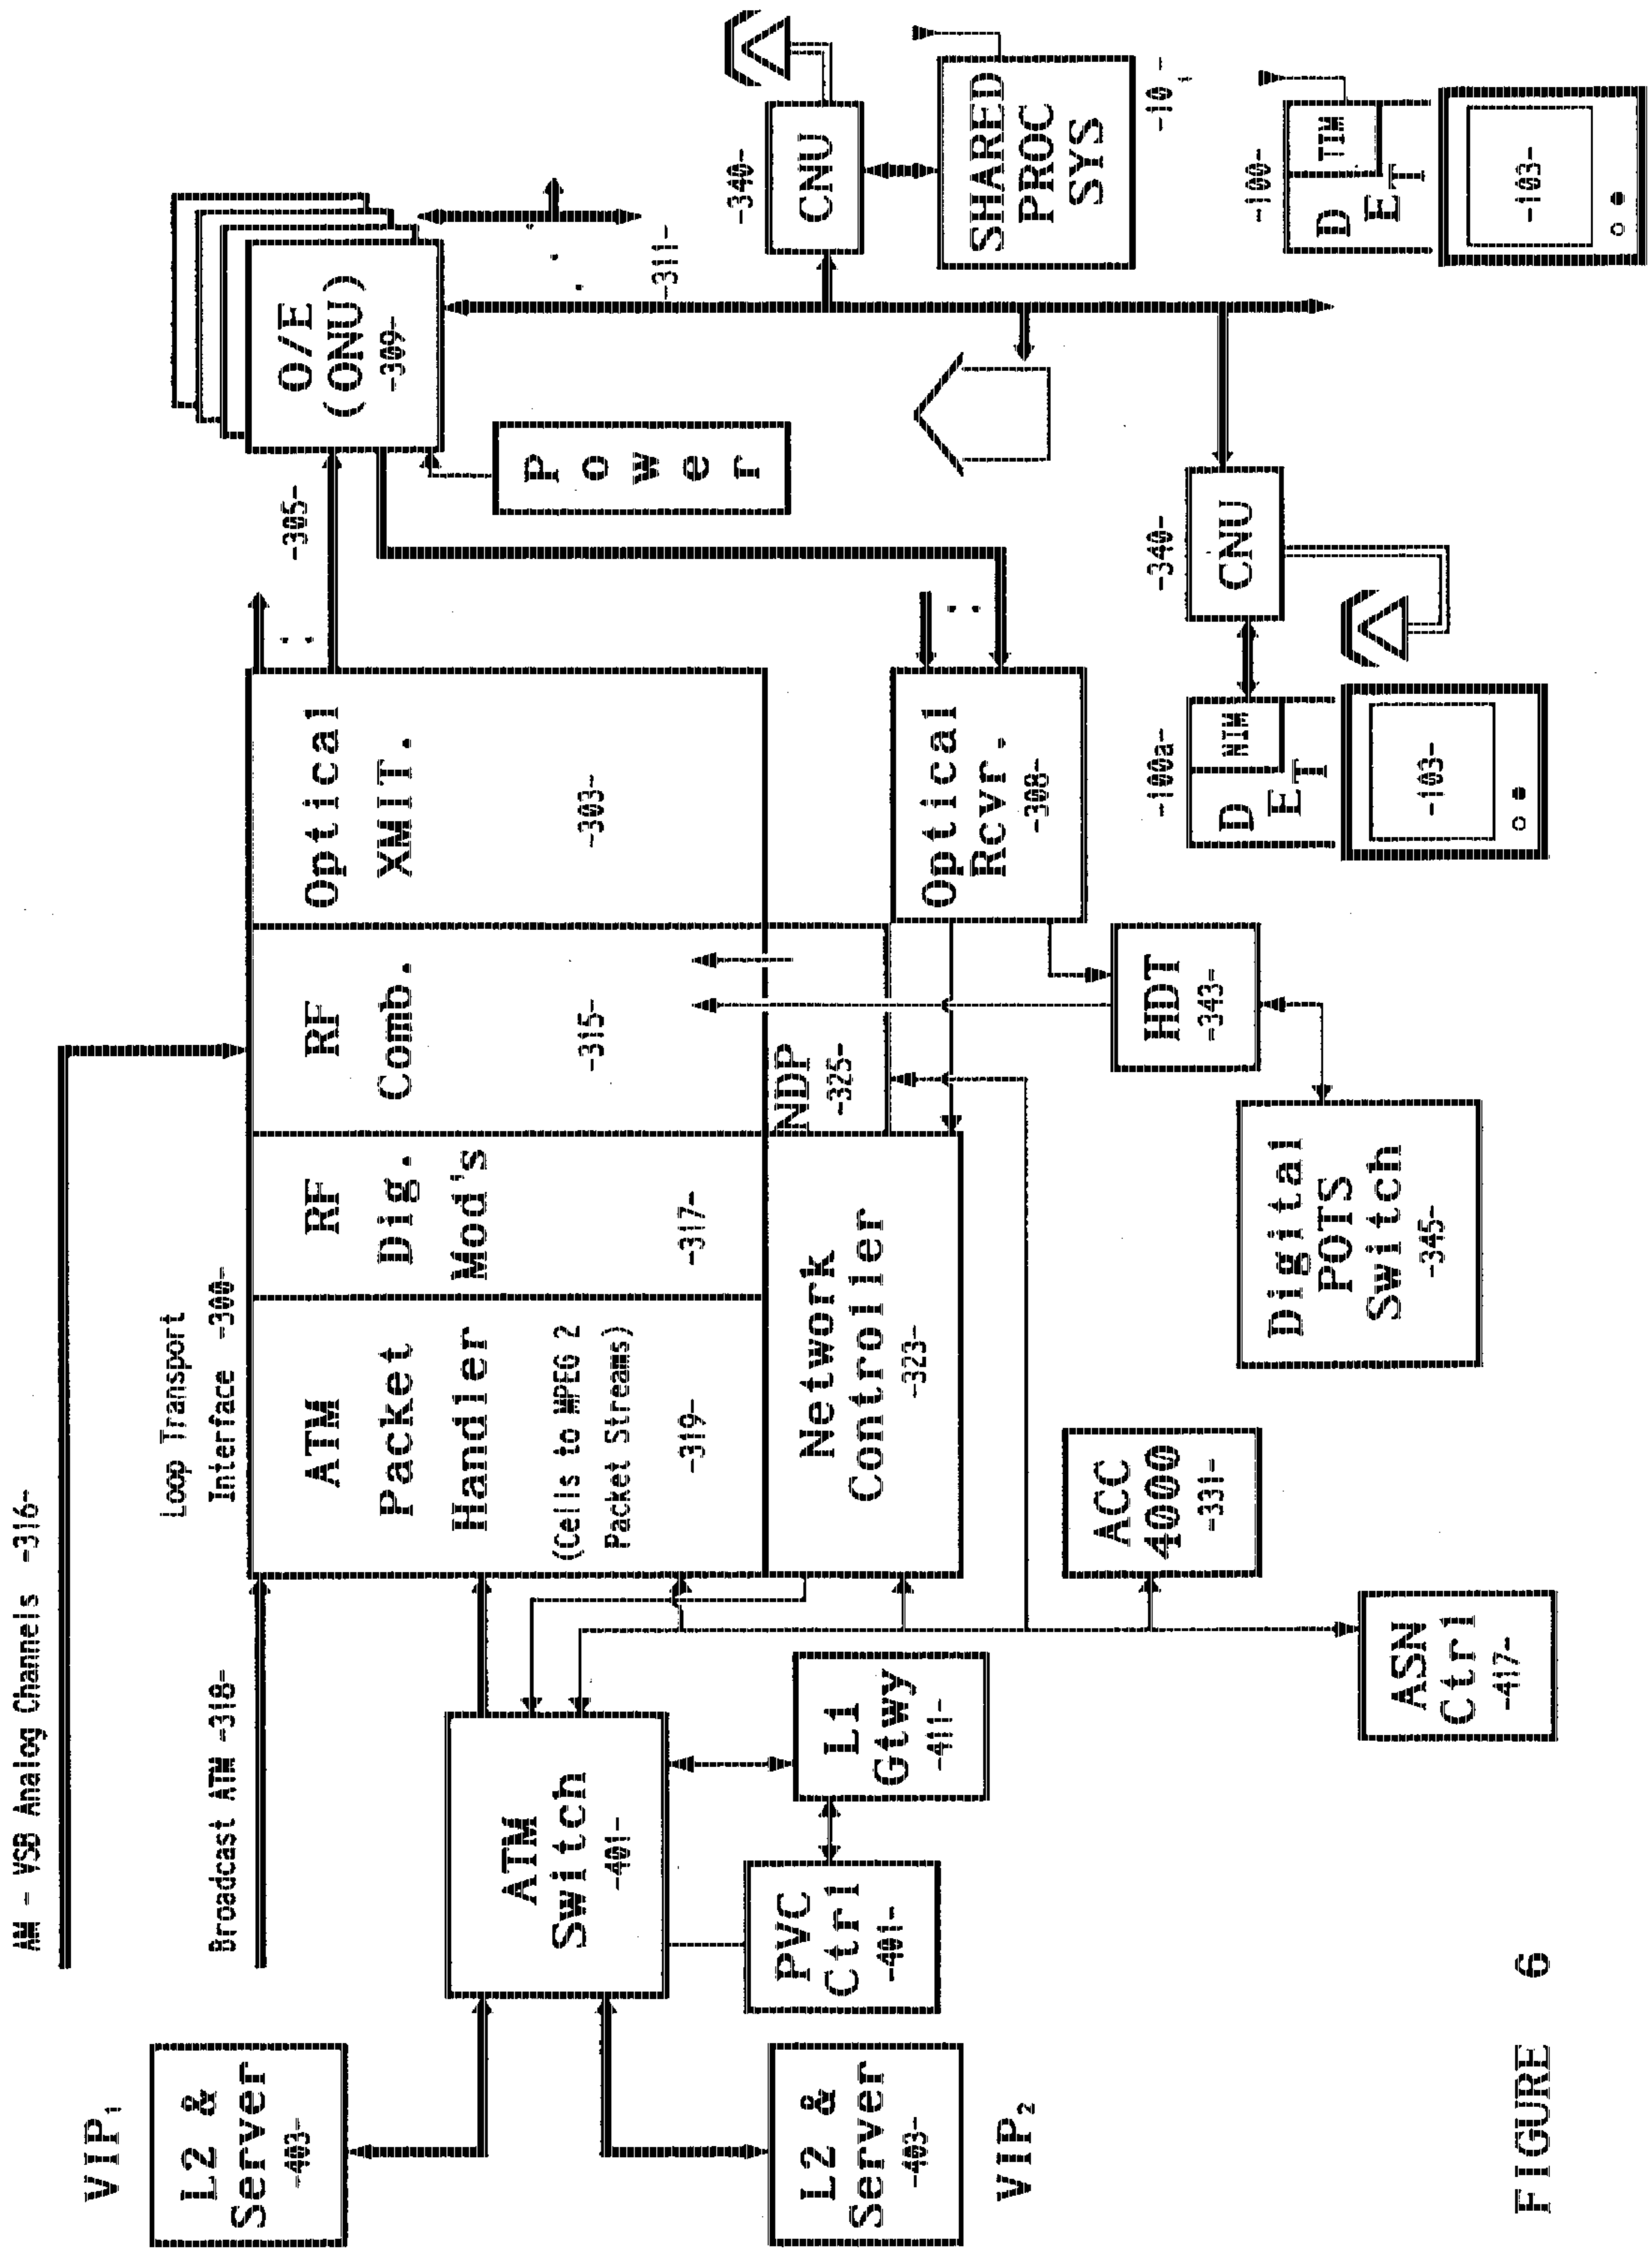 AM - VSB Analog Channels -316-
Loop Transport
Interface -300-
Broadcast ATM -318-
VIP1
L2 &
Server
-403-
L2 &
Server
-403-
VIP2
ATM
Switch
-401-
PVC
Ctrl
-401-
L1
Gtwy
-411-
ATM
Packet
Handler
(Cells to MPEG 2
Packet Streams)
-319-
RF
Dig.
Mod's
-317-
RF
Comb.
-315-
Optical
XMIT.
-303-
Network
Controller
-323-
NDP
-325-
Optical
Rcvr.
-308-
ACC
4000
-331-
ASN
Ctrl
-417-
HDT
-343-
Digital
POTS
Switch
-345-
-305-
O/E
(ONU)
-309-
Power
-311-
-340-
CNU
SHARED
PROC
SYS
-340-
CNU
-100a-
DET
NIM
-103-
-100-
DET
TIM
-103-
FIGURE 6